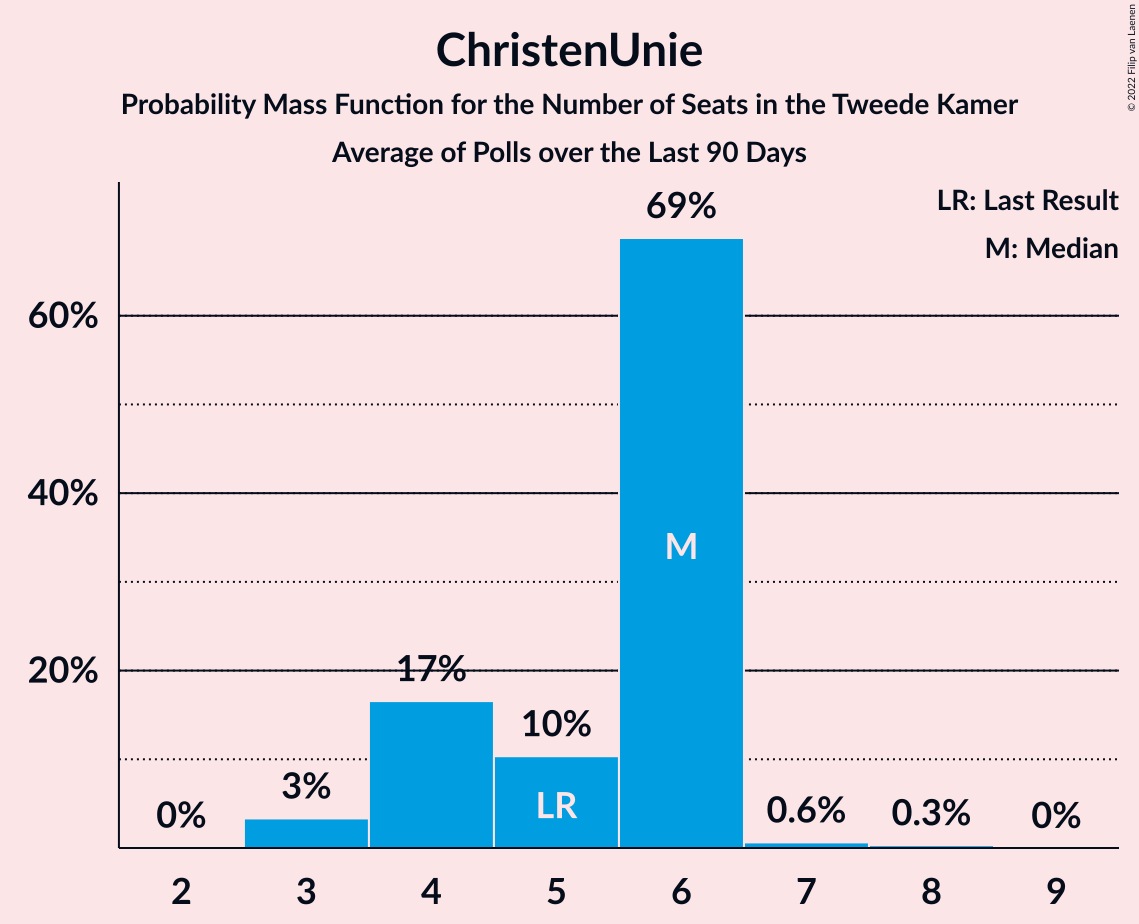 ChristenUnie
Probability Mass Function for the Number of Seats in the Tweede Kamer
Average of Polls over the Last 90 Days
© 2022 Filip van Laenen
LR: Last Result
M: Median
69%
60%
40%
M
20%
17%
10%
3%
LR
0%
0.6%
0.3%
0%
2 3 4 5 6 7 8 9